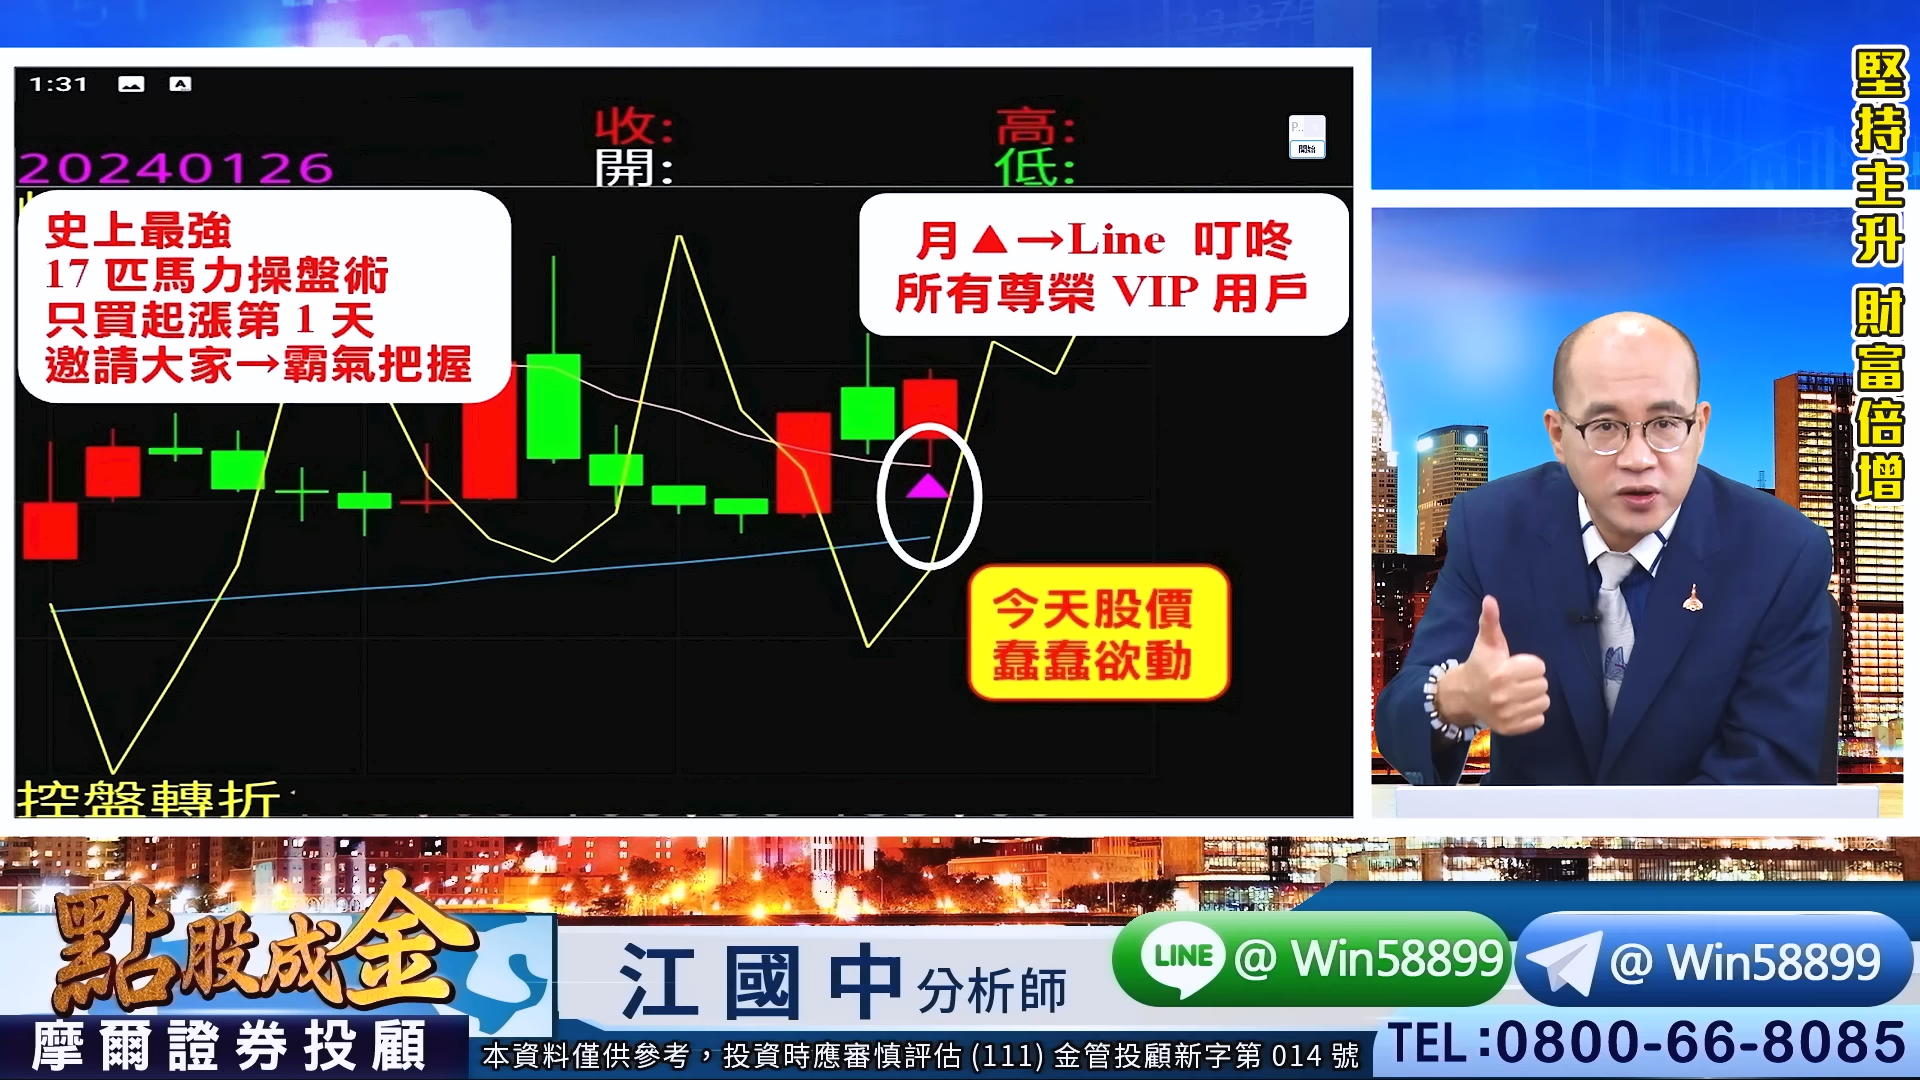 1:31
收:
高:
20240126
開:
低:
P..
開始
史上最強
17 匹馬力操盤術
只買起漲第 1 天
邀請大家→霸氣把握
月▲→Line 叮咚
所有尊榮 VIP 用戶
今天股價
蠢蠢欲動
控盤轉折
堅持主升 財富倍增
點股成金
摩爾證券投顧
江國中 分析師
LINE @ Win58899
@ Win58899
TEL:0800-66-8085
本資料僅供參考，投資時應審慎評估 (111) 金管投顧新字第 014 號